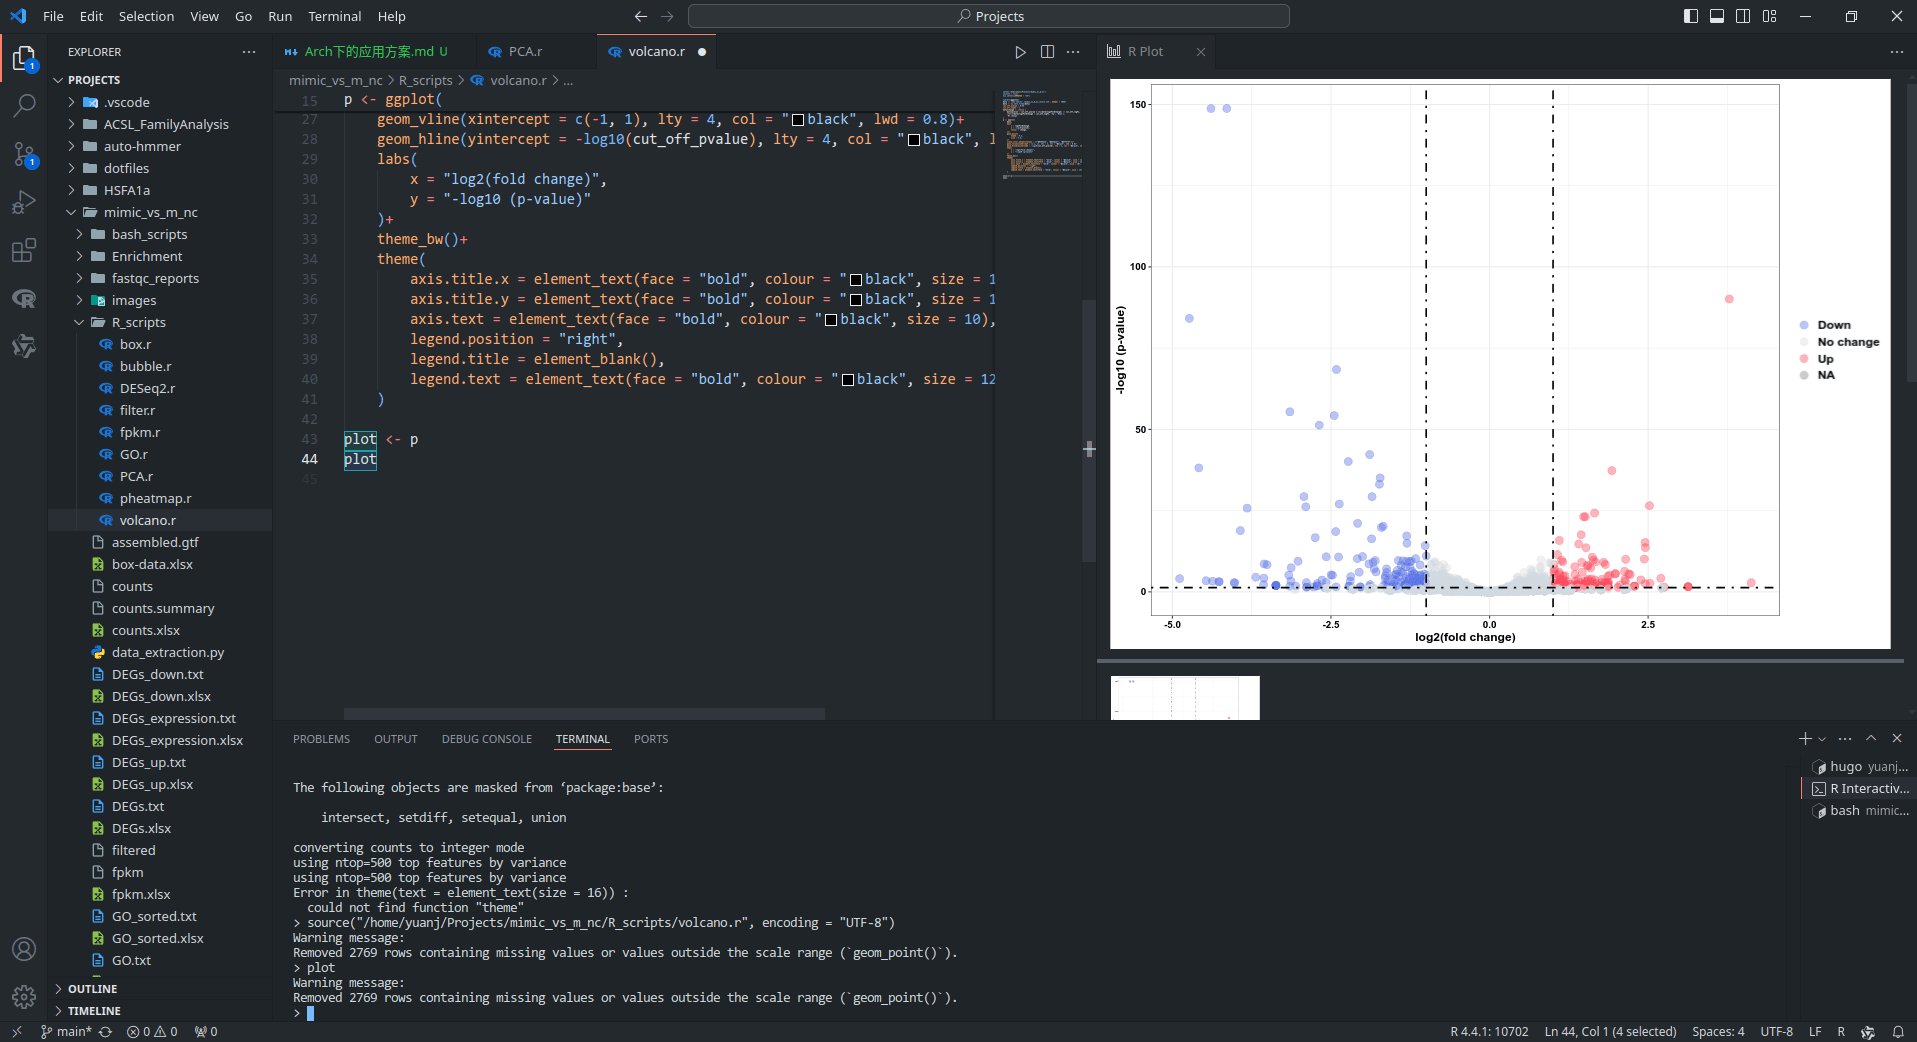 File Edit Selection View Go Run Terminal Help
Projects
EXPLORER
PROJECTS
.vscode
ACSL_FamilyAnalysis
auto-hmmer
dotfiles
HSFA1a
mimic_vs_m_nc
bash_scripts
Enrichment
fastqc_reports
images
R_scripts
box.r
bubble.r
DESeq2.r
filter.r
fpkm.r
GO.r
PCA.r
pheatmap.r
volcano.r
assembled.gtf
box-data.xlsx
counts
counts.summary
counts.xlsx
data_extraction.py
DEGs_down.txt
DEGs_down.xlsx
DEGs_expression.txt
DEGs_expression.xlsx
DEGs_up.txt
DEGs_up.xlsx
DEGs.txt
DEGs.xlsx
filtered
fpkm
fpkm.xlsx
GO_sorted.txt
GO_sorted.xlsx
GO.txt
OUTLINE
TIMELINE
1
1
Arch下的应用方案.md U
PCA.r
volcano.r
mimic_vs_m_nc > R_scripts > volcano.r > ...
15 p <- ggplot(
27 geom_vline(xintercept = c(-1, 1), lty = 4, col = "black", lwd = 0.8)+
28 geom_hline(yintercept = -log10(cut_off_pvalue), lty = 4, col = "black", l
29 labs(
30 x = "log2(fold change)",
31 y = "-log10 (p-value)"
32 )+
33 theme_bw()+
34 theme(
35 axis.title.x = element_text(face = "bold", colour = "black", size = 1
36 axis.title.y = element_text(face = "bold", colour = "black", size = 1
37 axis.text = element_text(face = "bold", colour = "black", size = 10),
38 legend.position = "right",
39 legend.title = element_blank(),
40 legend.text = element_text(face = "bold", colour = "black", size = 12
41 )
42
43 plot <- p
44 plot
45
R Plot
150
100
50
0
-log10 (p-value)
-5.0 -2.5 0.0 2.5
log2(fold change)
Down
No change
Up
NA
PROBLEMS OUTPUT DEBUG CONSOLE TERMINAL PORTS
The following objects are masked from ‘package:base’:
intersect, setdiff, setequal, union
converting counts to integer mode
using ntop=500 top features by variance
using ntop=500 top features by variance
Error in theme(text = element_text(size = 16)) :
could not find function "theme"
> source("/home/yuanj/Projects/mimic_vs_m_nc/R_scripts/volcano.r", encoding = "UTF-8")
Warning message:
Removed 2769 rows containing missing values or values outside the scale range (`geom_point()`).
> plot
Warning message:
Removed 2769 rows containing missing values or values outside the scale range (`geom_point()`).
>
hugo yuanj...
R Interactiv...
bash mimic...
main* 0 0 0
R 4.4.1: 10702 Ln 44, Col 1 (4 selected) Spaces: 4 UTF-8 LF R